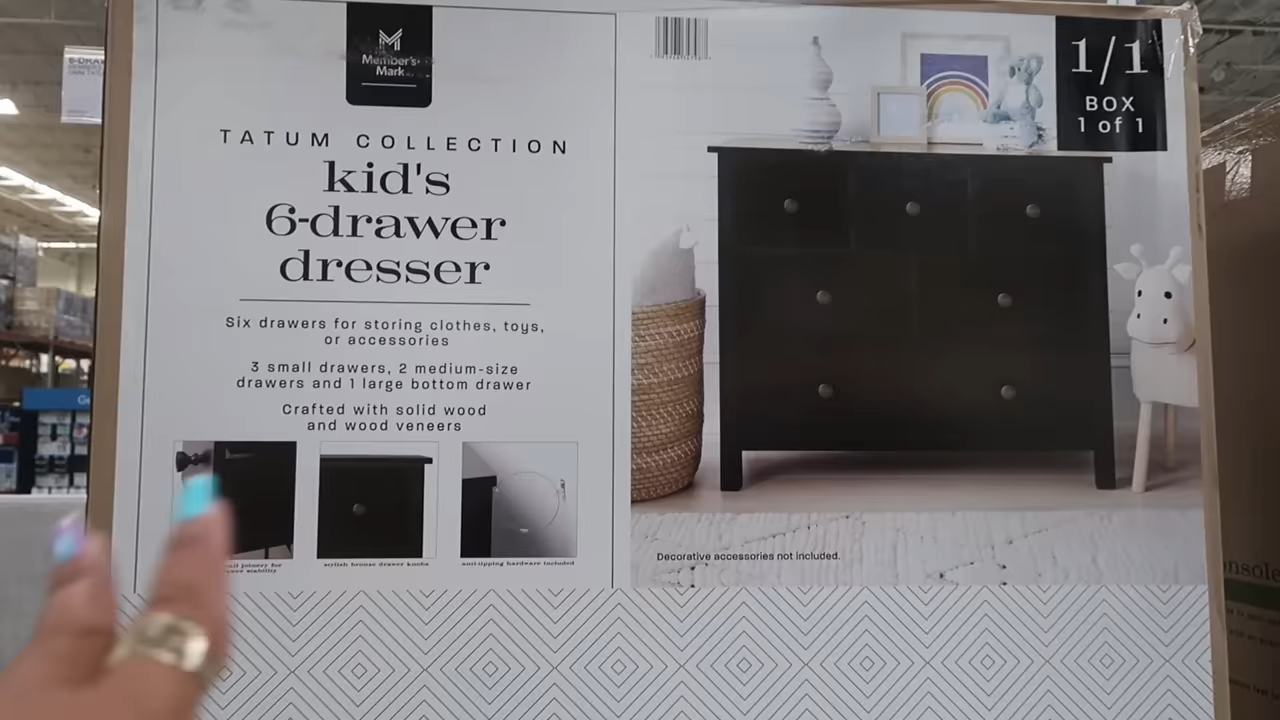 Member's
Mark
TATUM COLLECTION
kid's
6-drawer
dresser
Six drawers for storing clothes, toys,
or accessories
3 small drawers, 2 medium-size
drawers and 1 large bottom drawer
Crafted with solid wood
and wood veneers
joinery for
stylish bronze drawer knobs
anti-tipping hardware included
1/1
BOX
1 of 1
Decorative accessories not included.